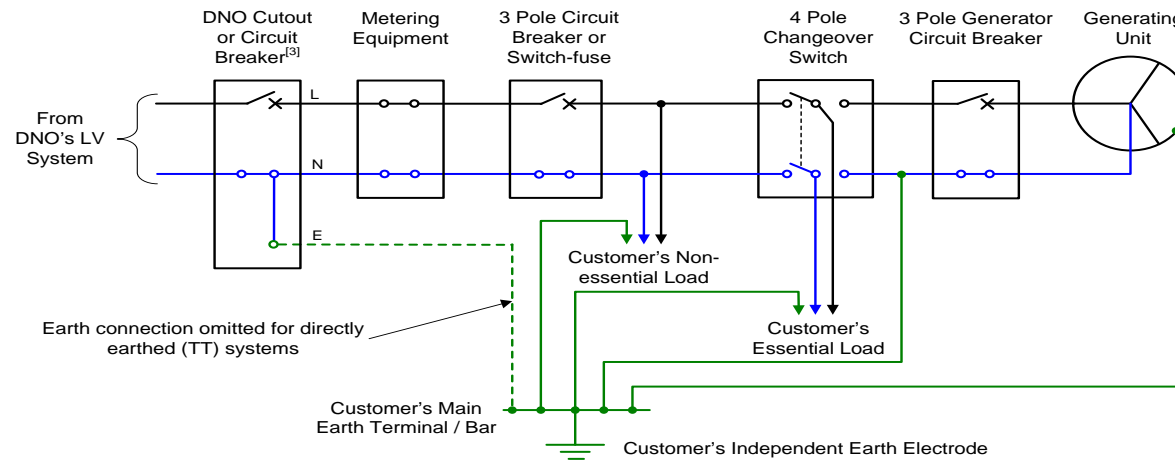 DNO Cutout
or Circuit
Breaker[3]
Metering
Equipment
3 Pole Circuit
Breaker or
Switch-fuse
4 Pole
Changeover
Switch
3 Pole Generator
Circuit Breaker
Generating
Unit
From
DNO's LV
System
L
N
E
Customer's Non-
essential Load
Customer's
Essential Load
Earth connection omitted for directly
earthed (TT) systems
Customer's Main
Earth Terminal / Bar
Customer's Independent Earth Electrode